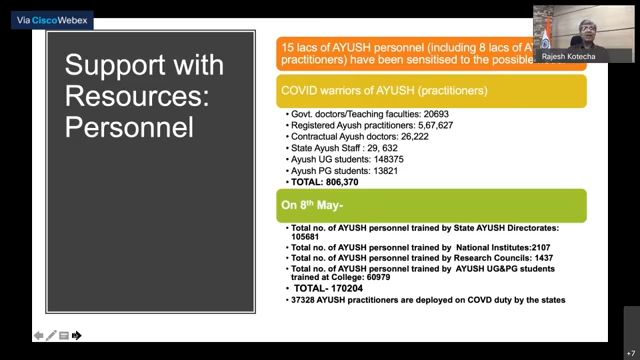 Via Cisco Webex
Support with
Resources:
Personnel
15 lacs of AYUSH personnel (including 8 lacs of
practitioners) have been sensitised to the possible
Rajesh Kotecha
COVID warriors of AYUSH (practitioners)
• Govt. doctors/Teaching faculties: 20693
• Registered Ayush practitioners: 5,67,627
• Contractual Ayush doctors: 26,222
• State Ayush Staff : 29, 632
• Ayush UG students: 148375
• Ayush PG students: 13821
• TOTAL: 806,370
On 8th May-
• Total no. of AYUSH personnel trained by State AYUSH Directorates:
105681
• Total no. of AYUSH personnel trained by National Institutes:2107
• Total no. of AYUSH personnel trained by Research Councils: 1437
• Total no. of AYUSH personnel trained by AYUSH UG&PG students
trained at College: 60979
• TOTAL- 170204
• 37328 AYUSH practitioners are deployed on COVD duty by the states
+7